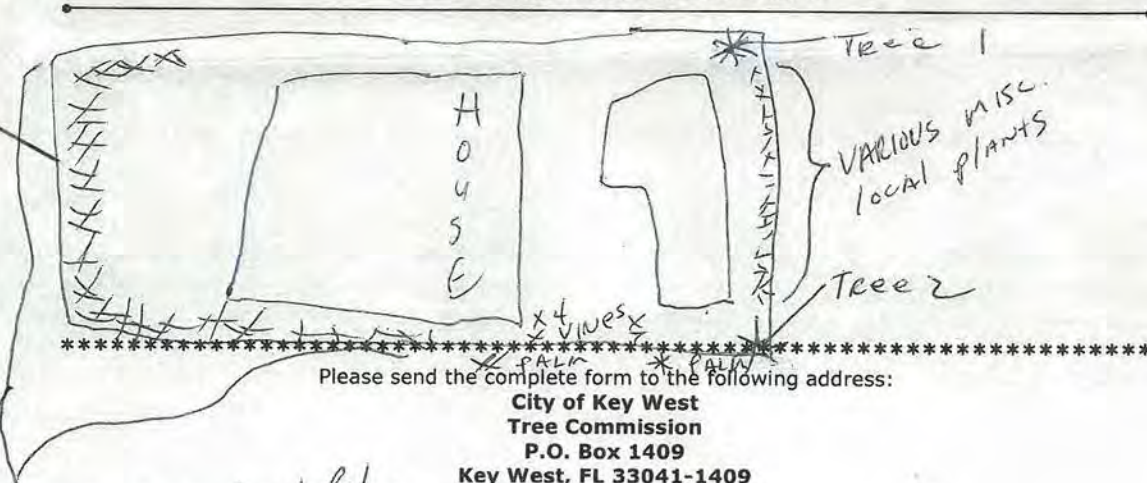 Tree 1
VARIOUS MISC.
local plants
HOUSE
Tree 2
x4
VINES
PALM
PALM
**********************************************************************
Please send the complete form to the following address:
City of Key West
Tree Commission
P.O. Box 1409
Key West, FL 33041-1409